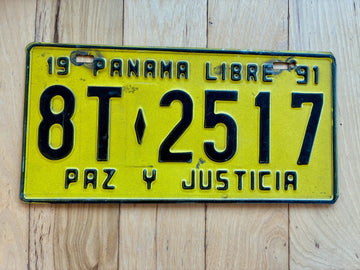 19 PANAMA LIBRE 91
8T♦2517
PAZ Y JUSTICIA